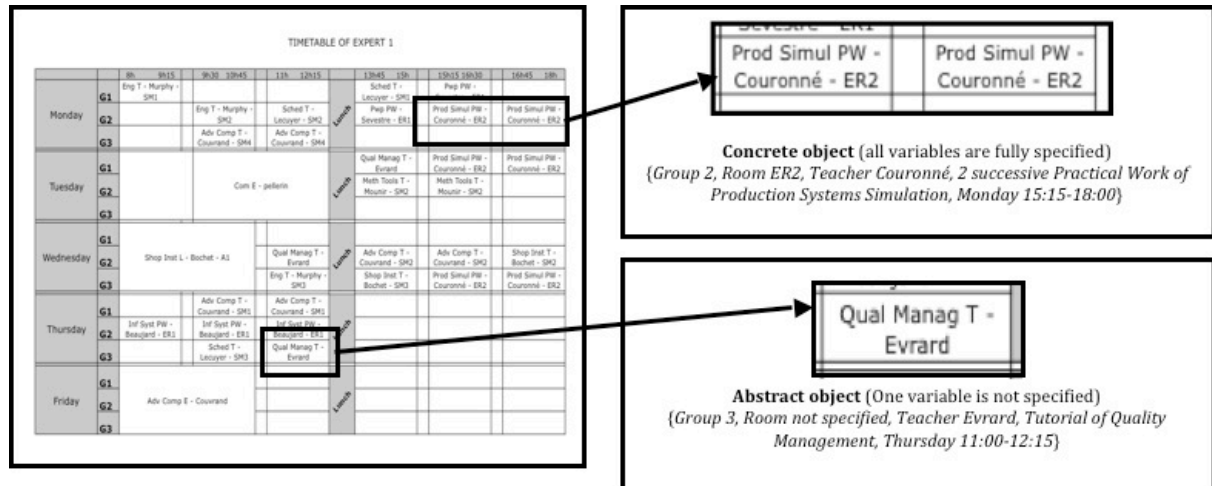 TIMETABLE OF EXPERT 1
8h 9h15 9h30 10h45 11h 12h15 13h45 15h 15h15 16h30 16h45 18h
Monday
G1
Eng T - Murphy -
SM1
Sched T -
Lecuyer - SM1
Pwp PW -
G2
Eng T - Murphy -
SM2
Sched T -
Lecuyer - SM2
Lunch
Pwp PW -
Sevestre - ER1
Prod Simul PW -
Couronné - ER2
Prod Simul PW -
Couronné - ER2
G3
Adv Comp T -
Couvrand - SM4
Adv Comp T -
Couvrand - SM4
Tuesday
G1
Qual Manag T -
Evrard
Prod Simul PW -
Couronné - ER2
Prod Simul PW -
Couronné - ER2
G2
Com E - pellerin
Lunch
Meth Tools T -
Mounir - SM2
Meth Tools T -
Mounir - SM2
G3
Wednesday
G1
G2
Shop Inst L - Bochet - A1
Qual Manag T -
Evrard
Lunch
Adv Comp T -
Couvrand - SM2
Adv Comp T -
Couvrand - SM2
Shop Inst T -
Bochet - SM2
G3
Eng T - Murphy -
SM3
Shop Inst T -
Bochet - SM3
Prod Simul PW -
Couronné - ER2
Prod Simul PW -
Couronné - ER2
Thursday
G1
Adv Comp T -
Couvrand - SM1
Adv Comp T -
Couvrand - SM1
G2
Inf Syst PW -
Beaujard - ER1
Inf Syst PW -
Beaujard - ER1
Inf Syst PW -
Beaujard - ER1
Lunch
G3
Sched T -
Lecuyer - SM3
Qual Manag T -
Evrard
Friday
G1
G2
Adv Comp E - Couvrand
Lunch
G3
Sevestre - ER1
Prod Simul PW -
Couronné - ER2
Prod Simul PW -
Couronné - ER2
Concrete object (all variables are fully specified)
{Group 2, Room ER2, Teacher Couronné, 2 successive Practical Work of
Production Systems Simulation, Monday 15:15-18:00}
Qual Manag T -
Evrard
Abstract object (One variable is not specified)
{Group 3, Room not specified, Teacher Evrard, Tutorial of Quality
Management, Thursday 11:00-12:15}